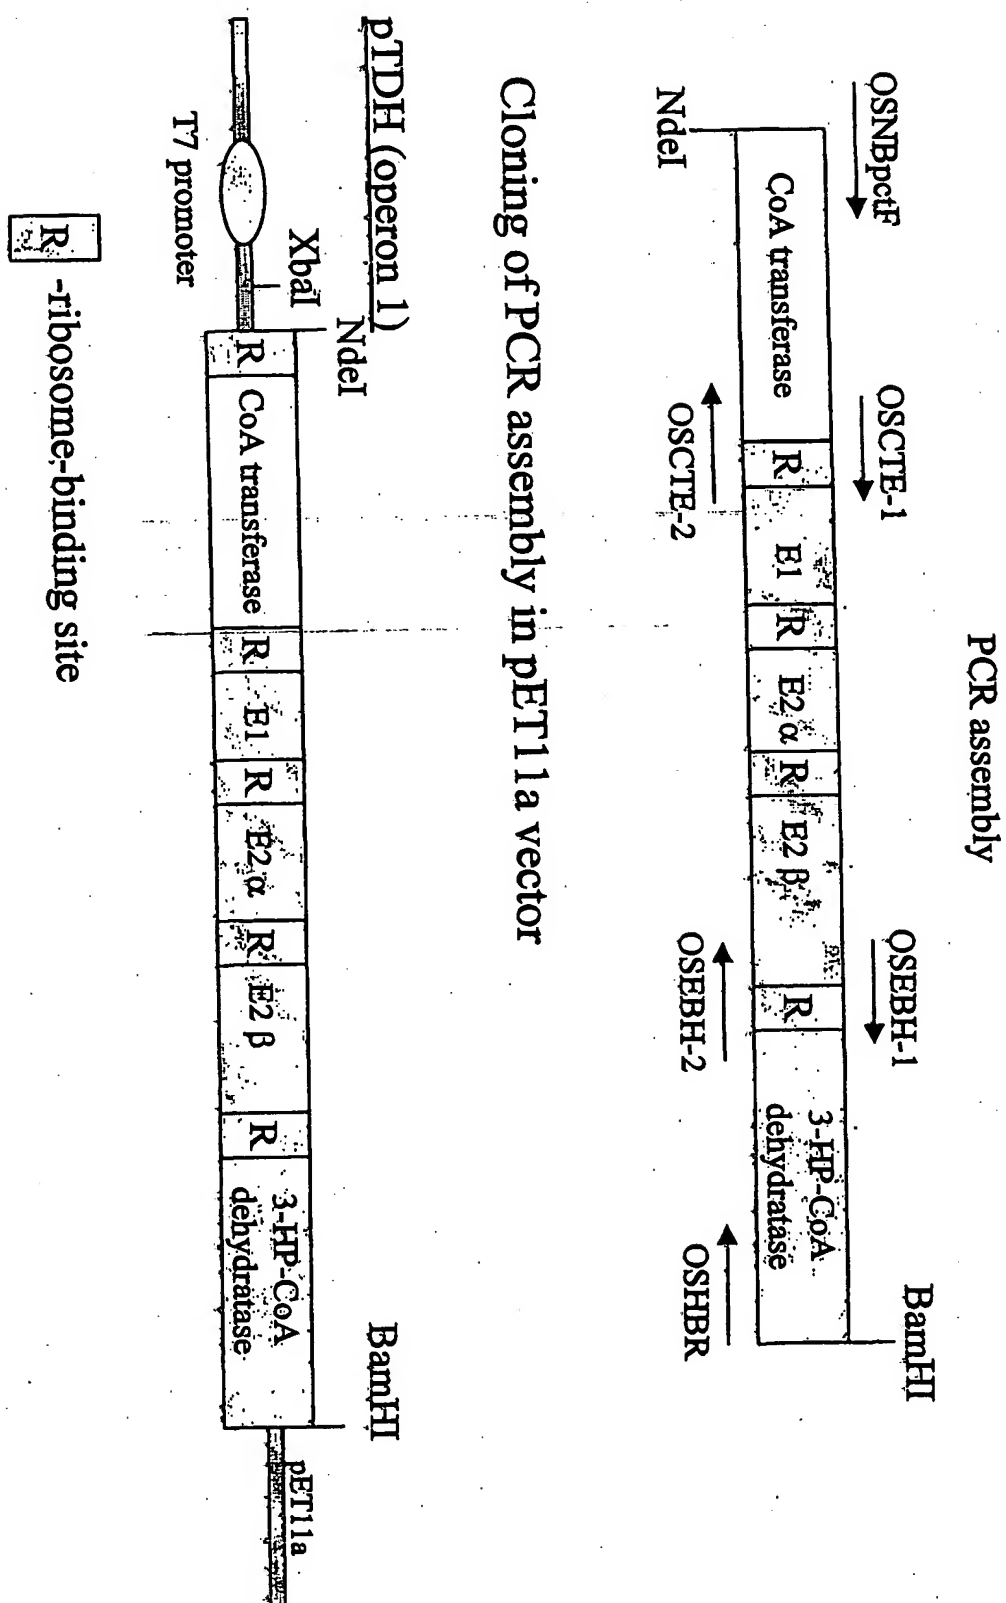 PCR assembly
OSNBpctF
OSCTE-1
OSEBH-1
BamHI
CoA transferase
R
E1
R
E2 α
R
E2 β
R
3-HP-CoA
dehydratase
NdeI
OSCTE-2
OSEBH-2
OSHBR
Cloning of PCR assembly in pET11a vector
pTDH (operon 1)
NdeI
BamHI
XbaI
T7 promoter
R
CoA transferase
R
E1
R
E2 α
R
E2 β
R
3-HP-CoA
dehydratase
pET11a
R -ribosome-binding site